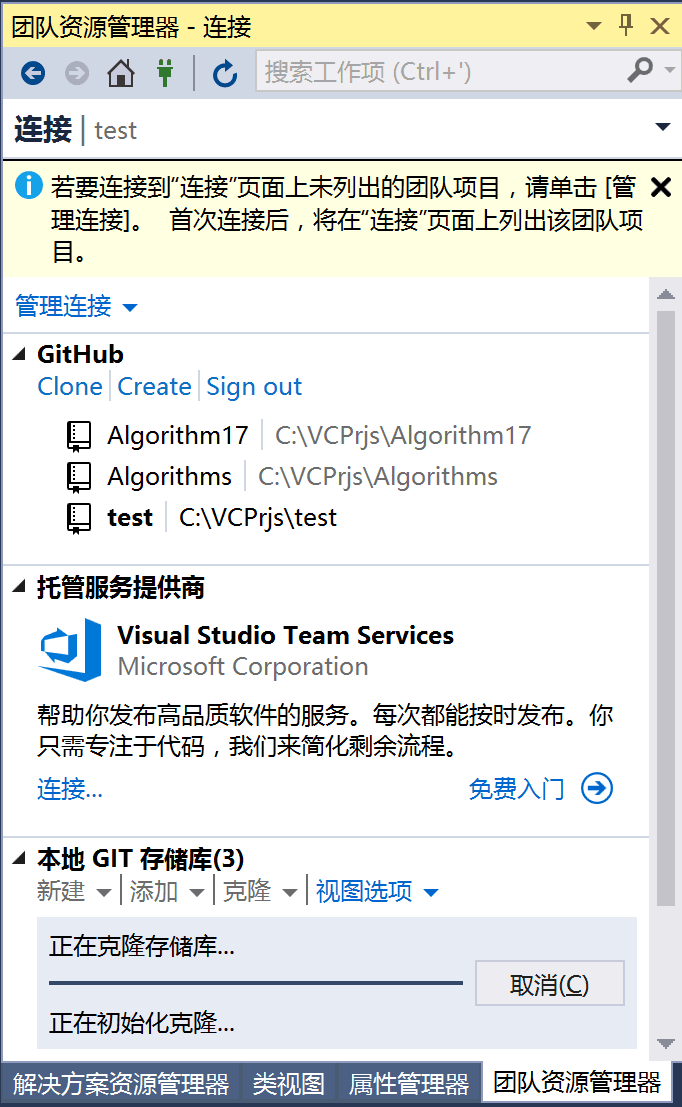 团队资源管理器 - 连接
搜索工作项 (Ctrl+')
连接 | test
若要连接到“连接”页面上未列出的团队项目，请单击 [管
理连接]。 首次连接后，将在“连接”页面上列出该团队项
目。
管理连接
GitHub
Clone Create Sign out
Algorithm17 C:\VCPrjs\Algorithm17
Algorithms C:\VCPrjs\Algorithms
test C:\VCPrjs\test
托管服务提供商
Visual Studio Team Services
Microsoft Corporation
帮助你发布高品质软件的服务。每次都能按时发布。你
只需专注于代码，我们来简化剩余流程。
连接... 免费入门
本地 GIT 存储库(3)
新建 添加 克隆 视图选项
正在克隆存储库...
取消(C)
正在初始化克隆...
解决方案资源管理器 类视图 属性管理器 团队资源管理器